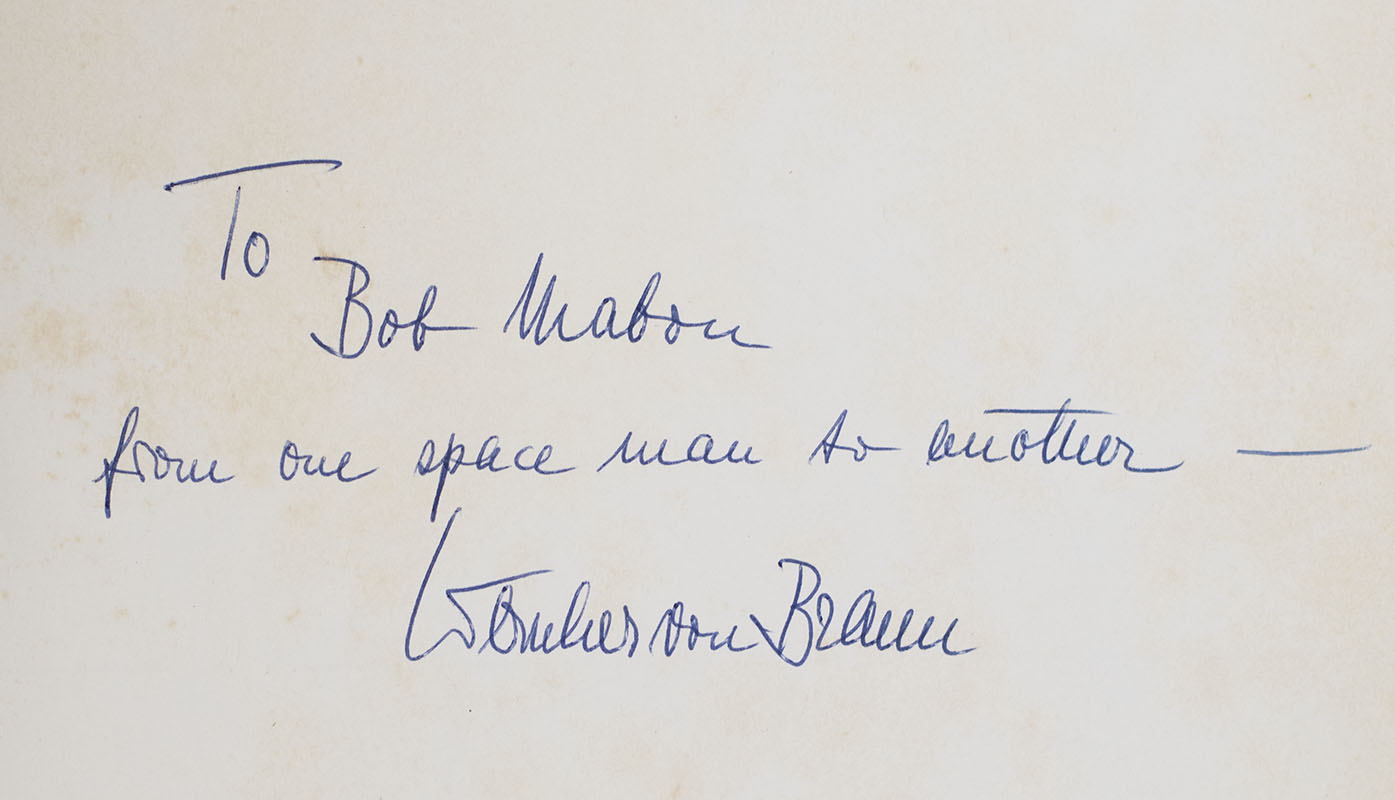 To
Bob Mabon
from one space man to another —
Wernher von Braun